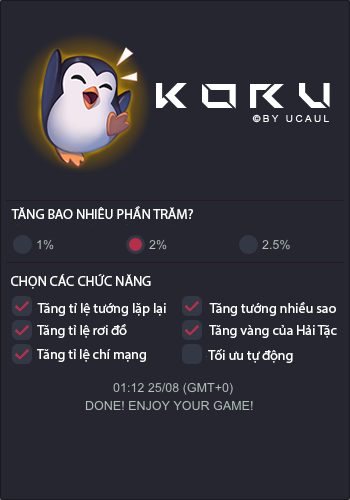 KORU
©BY UCAUL
TĂNG BAO NHIÊU PHẦN TRĂM?
1% 2% 2.5%
CHỌN CÁC CHỨC NĂNG
Tăng tỉ lệ tướng lặp lại Tăng tướng nhiều sao
Tăng tỉ lệ rơi đồ Tăng vàng của Hải Tặc
Tăng tỉ lệ chí mạng Tối ưu tự động
01:12 25/08 (GMT+0)
DONE! ENJOY YOUR GAME!